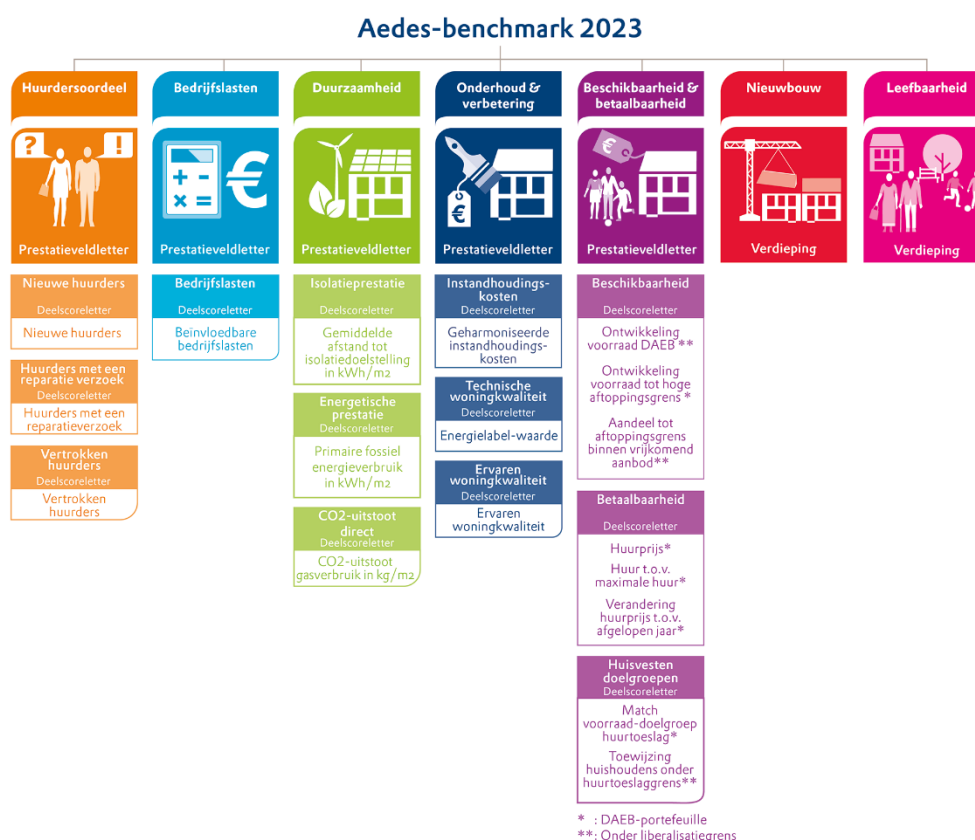 Aedes-benchmark 2023
Huurdersoordeel
?
!
Prestatieveldletter
Nieuwe huurders
Deelscoreletter
Nieuwe huurders
Huurders met een
reparatie verzoek
Deelscoreletter
Huurders met een
reparatieverzoek
Vertrokken
huurders
Deelscoreletter
Vertrokken
huurders
Bedrijfslasten
+ -
× =
€
Prestatieveldletter
Bedrijfslasten
Deelscoreletter
Beïnvloedbare
bedrijfslasten
Duurzaamheid
Prestatieveldletter
Isolatieprestatie
Deelscoreletter
Gemiddelde
afstand tot
isolatiedoelstelling
in kWh/m2
Energetische
prestatie
Deelscoreletter
Primaire fossiel
energieverbruik
in kWh/m2
CO2-uitstoot
direct
Deelscoreletter
CO2-uitstoot
gasverbruik in kg/m2
Onderhoud &
verbetering
€
Prestatieveldletter
Instandhoudings-
kosten
Deelscoreletter
Geharmoniseerde
instandhoudings-
kosten
Technische
woningkwaliteit
Deelscoreletter
Energielabel-waarde
Ervaren
woningkwaliteit
Deelscoreletter
Ervaren
woningkwaliteit
Beschikbaarheid &
betaalbaarheid
€
Prestatieveldletter
Beschikbaarheid
Deelscoreletter
Ontwikkeling
voorraad DAEB **
Ontwikkeling
voorraad tot hoge
aftoppingsgrens *
Aandeel tot
aftoppingsgrens
binnen vrijkomend
aanbod**
Betaalbaarheid
Deelscoreletter
Huurprijs*
Huur t.o.v.
maximale huur*
Verandering
huurprijs t.o.v.
afgelopen jaar*
Huisvesten
doelgroepen
Deelscoreletter
Match
voorraad-doelgroep
huurtoeslag*
Toewijzing
huishoudens onder
huurtoeslaggrens**
* : DAEB-portefeuille
**: Onder liberalisatiegrens
Nieuwbouw
Verdieping
Leefbaarheid
Verdieping